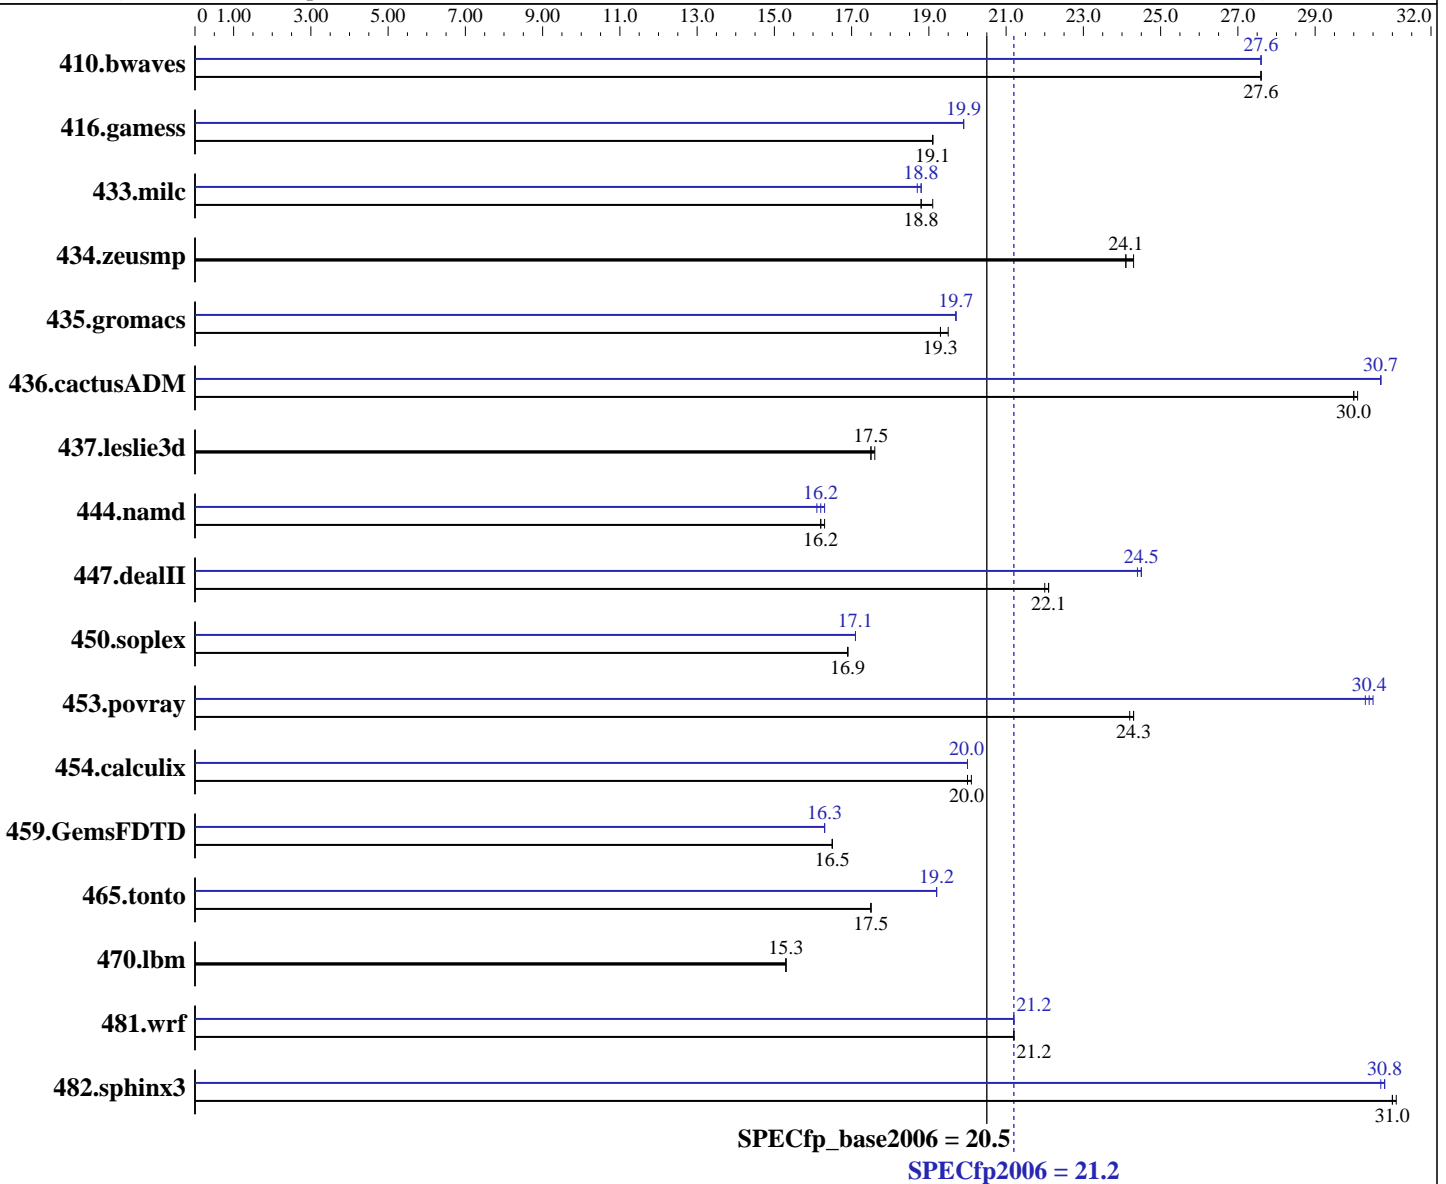 0 1.00 3.00 5.00 7.00 9.00 11.0 13.0 15.0 17.0 19.0 21.0 23.0 25.0 27.0 29.0 32.0
27.6
410.bwaves
27.6
19.9
416.gamess
19.1
18.8
433.milc
18.8
24.1
434.zeusmp
19.7
435.gromacs
19.3
30.7
436.cactusADM
30.0
17.5
437.leslie3d
16.2
444.namd
16.2
24.5
447.dealII
22.1
17.1
450.soplex
16.9
30.4
453.povray
24.3
20.0
454.calculix
20.0
16.3
459.GemsFDTD
16.5
19.2
465.tonto
17.5
15.3
470.lbm
21.2
481.wrf
21.2
30.8
482.sphinx3
31.0
SPECfp_base2006 = 20.5
SPECfp2006 = 21.2